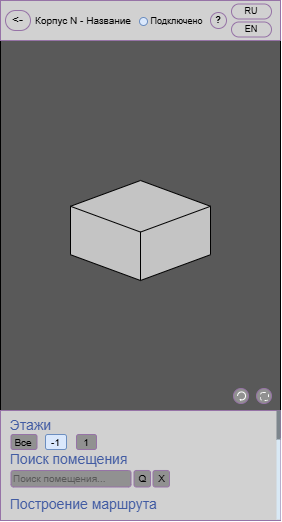 <- Корпус N - Название Подключено ? RU
EN
Этажи
Все -1 1
Поиск помещения
Поиск помещения... Q X
Построение маршрута